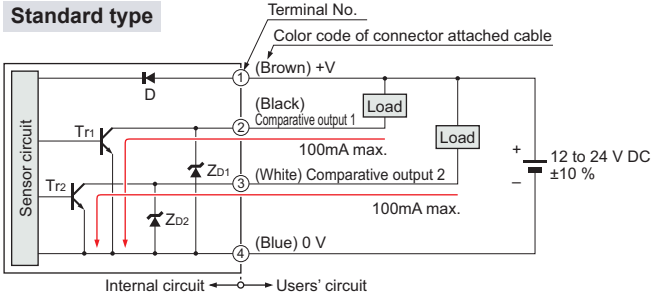 Standard type
Terminal No.
Color code of connector attached cable
1
(Brown) +V
D
(Black)
Comparative output 1
2
Load
Tr1
100mA max.
Load
Sensor circuit
ZD1
+
12 to 24 V DC
±10 %
–
3
(White) Comparative output 2
Tr2
100mA max.
ZD2
4
(Blue) 0 V
Internal circuit
Users' circuit